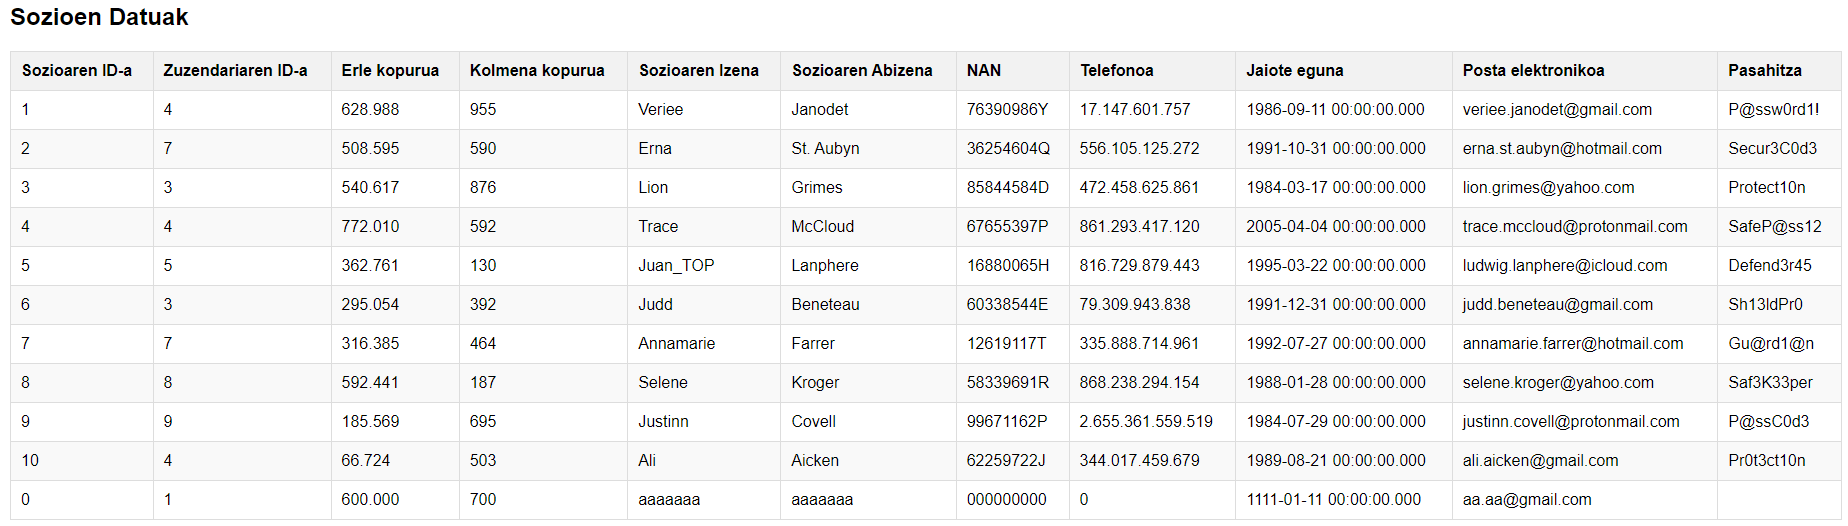 Sozioen Datuak
Sozioaren ID-a Zuzendariaren ID-a Erle kopurua Kolmena kopurua Sozioaren Izena Sozioaren Abizena NAN Telefonoa Jaiote eguna Posta elektronikoa Pasahitza
1 4 628.988 955 Veriee Janodet 76390986Y 17.147.601.757 1986-09-11 00:00:00.000 veriee.janodet@gmail.com P@ssw0rd1!
2 7 508.595 590 Erna St. Aubyn 36254604Q 556.105.125.272 1991-10-31 00:00:00.000 erna.st.aubyn@hotmail.com Secur3C0d3
3 3 540.617 876 Lion Grimes 85844584D 472.458.625.861 1984-03-17 00:00:00.000 lion.grimes@yahoo.com Protect10n
4 4 772.010 592 Trace McCloud 67655397P 861.293.417.120 2005-04-04 00:00:00.000 trace.mccloud@protonmail.com SafeP@ss12
5 5 362.761 130 Juan_TOP Lanphere 16880065H 816.729.879.443 1995-03-22 00:00:00.000 ludwig.lanphere@icloud.com Defend3r45
6 3 295.054 392 Judd Beneteau 60338544E 79.309.943.838 1991-12-31 00:00:00.000 judd.beneteau@gmail.com Sh13ldPr0
7 7 316.385 464 Annamarie Farrer 12619117T 335.888.714.961 1992-07-27 00:00:00.000 annamarie.farrer@hotmail.com Gu@rd1@n
8 8 592.441 187 Selene Kroger 58339691R 868.238.294.154 1988-01-28 00:00:00.000 selene.kroger@yahoo.com Saf3K33per
9 9 185.569 695 Justinn Covell 99671162P 2.655.361.559.519 1984-07-29 00:00:00.000 justinn.covell@protonmail.com P@ssC0d3
10 4 66.724 503 Ali Aicken 62259722J 344.017.459.679 1989-08-21 00:00:00.000 ali.aicken@gmail.com Pr0t3ct10n
0 1 600.000 700 aaaaaaa aaaaaaa 000000000 0 1111-01-11 00:00:00.000 aa.aa@gmail.com